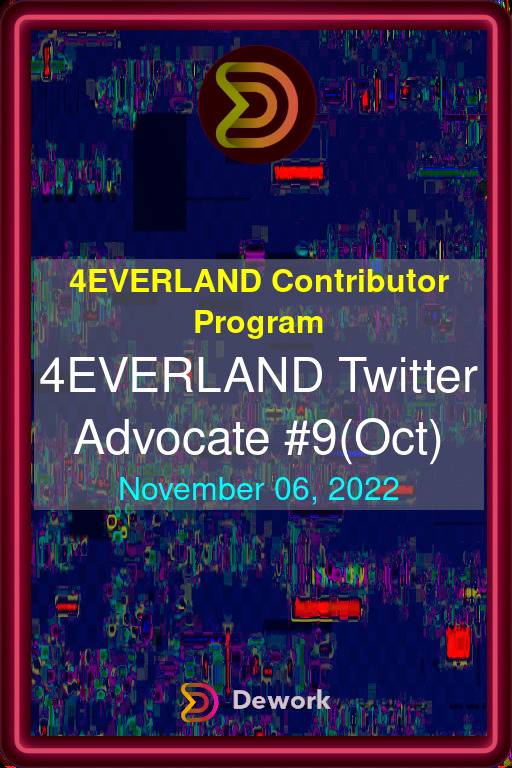 4EVERLAND Contributor
Program
4EVERLAND Twitter
Advocate #9(Oct)
November 06, 2022
Dework